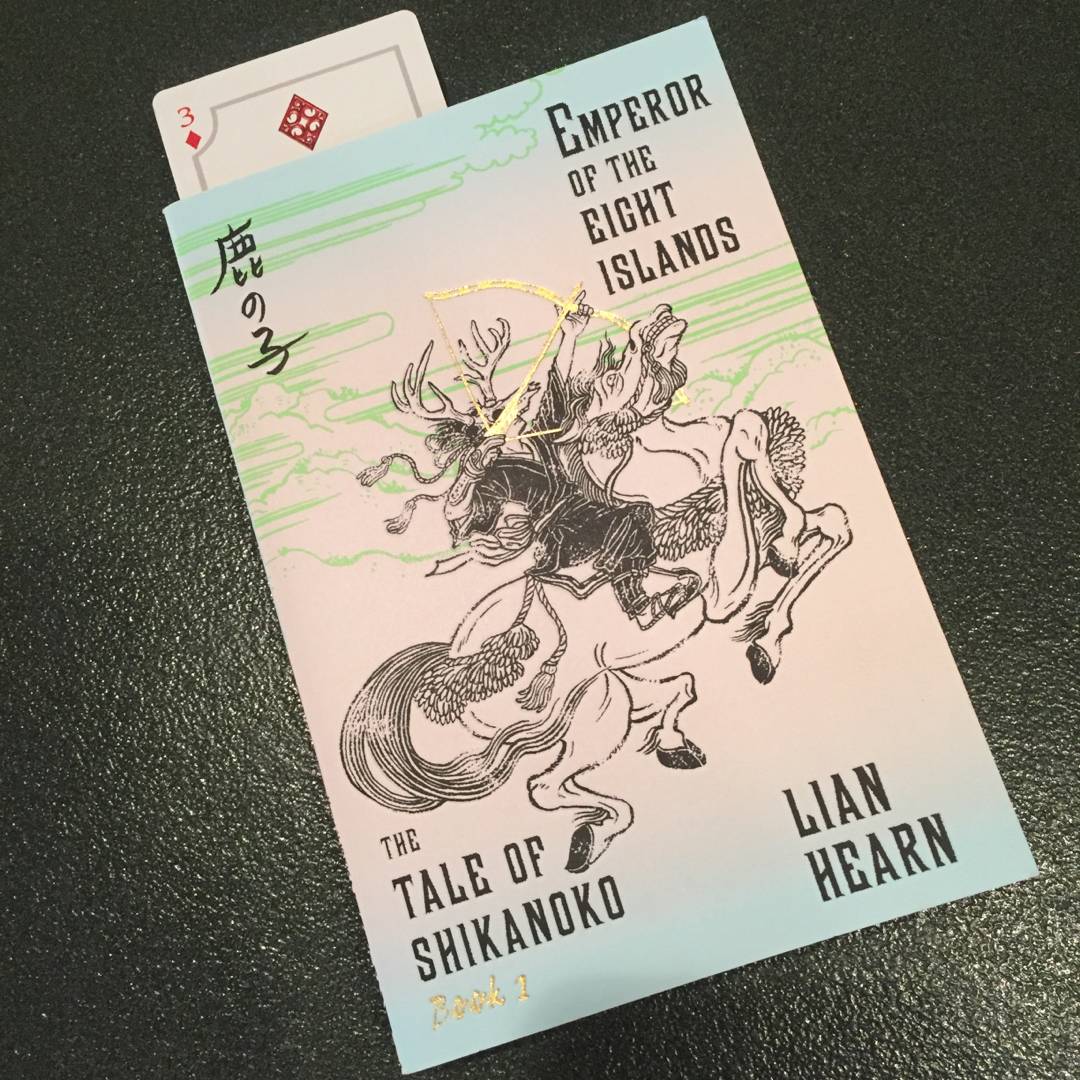 3
EMPEROR
OF THE
EIGHT
ISLANDS
鹿の子
THE
TALE OF
SHIKANOKO
Book 1
LIAN
HEARN